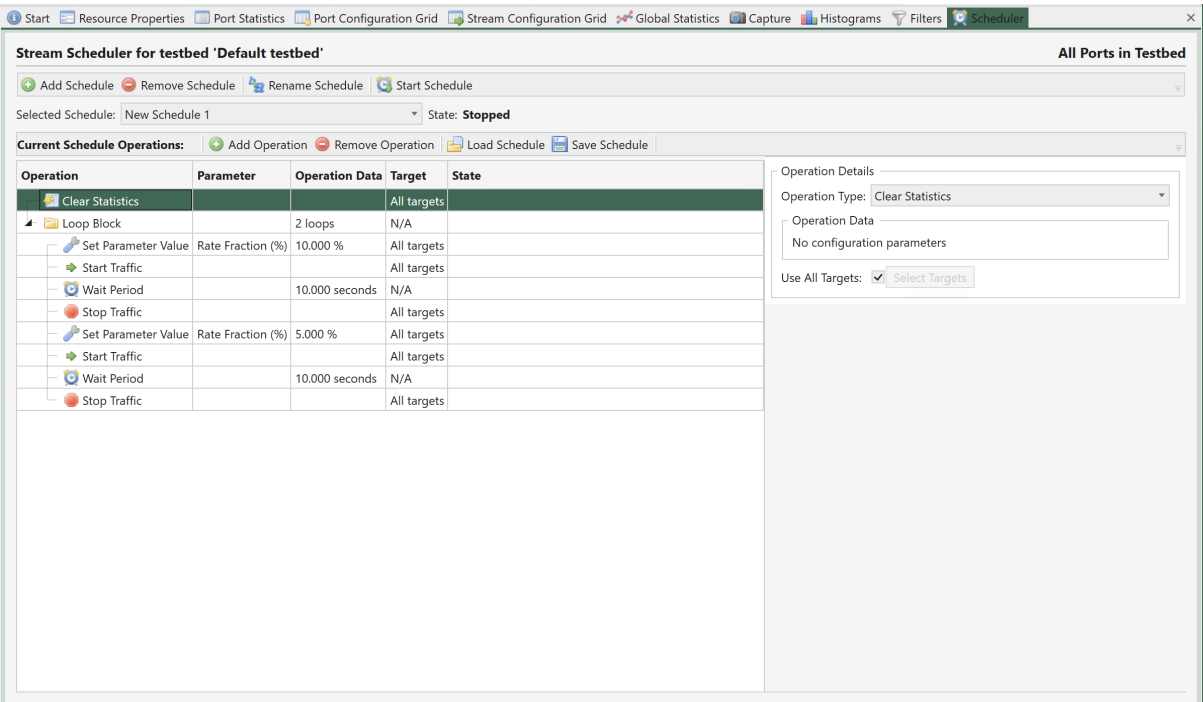 Start Resource Properties Port Statistics Port Configuration Grid Stream Configuration Grid Global Statistics Capture Histograms Filters Scheduler
Stream Scheduler for testbed 'Default testbed' All Ports in Testbed
Add Schedule Remove Schedule Rename Schedule Start Schedule
Selected Schedule: New Schedule 1 State: Stopped
Current Schedule Operations: Add Operation Remove Operation Load Schedule Save Schedule
Operation Parameter Operation Data Target State
Clear Statistics All targets
Loop Block 2 loops N/A
Set Parameter Value Rate Fraction (%) 10.000 % All targets
Start Traffic All targets
Wait Period 10.000 seconds N/A
Stop Traffic All targets
Set Parameter Value Rate Fraction (%) 5.000 % All targets
Start Traffic All targets
Wait Period 10.000 seconds N/A
Stop Traffic All targets
Operation Details
Operation Type: Clear Statistics
Operation Data
No configuration parameters
Use All Targets: Select Targets